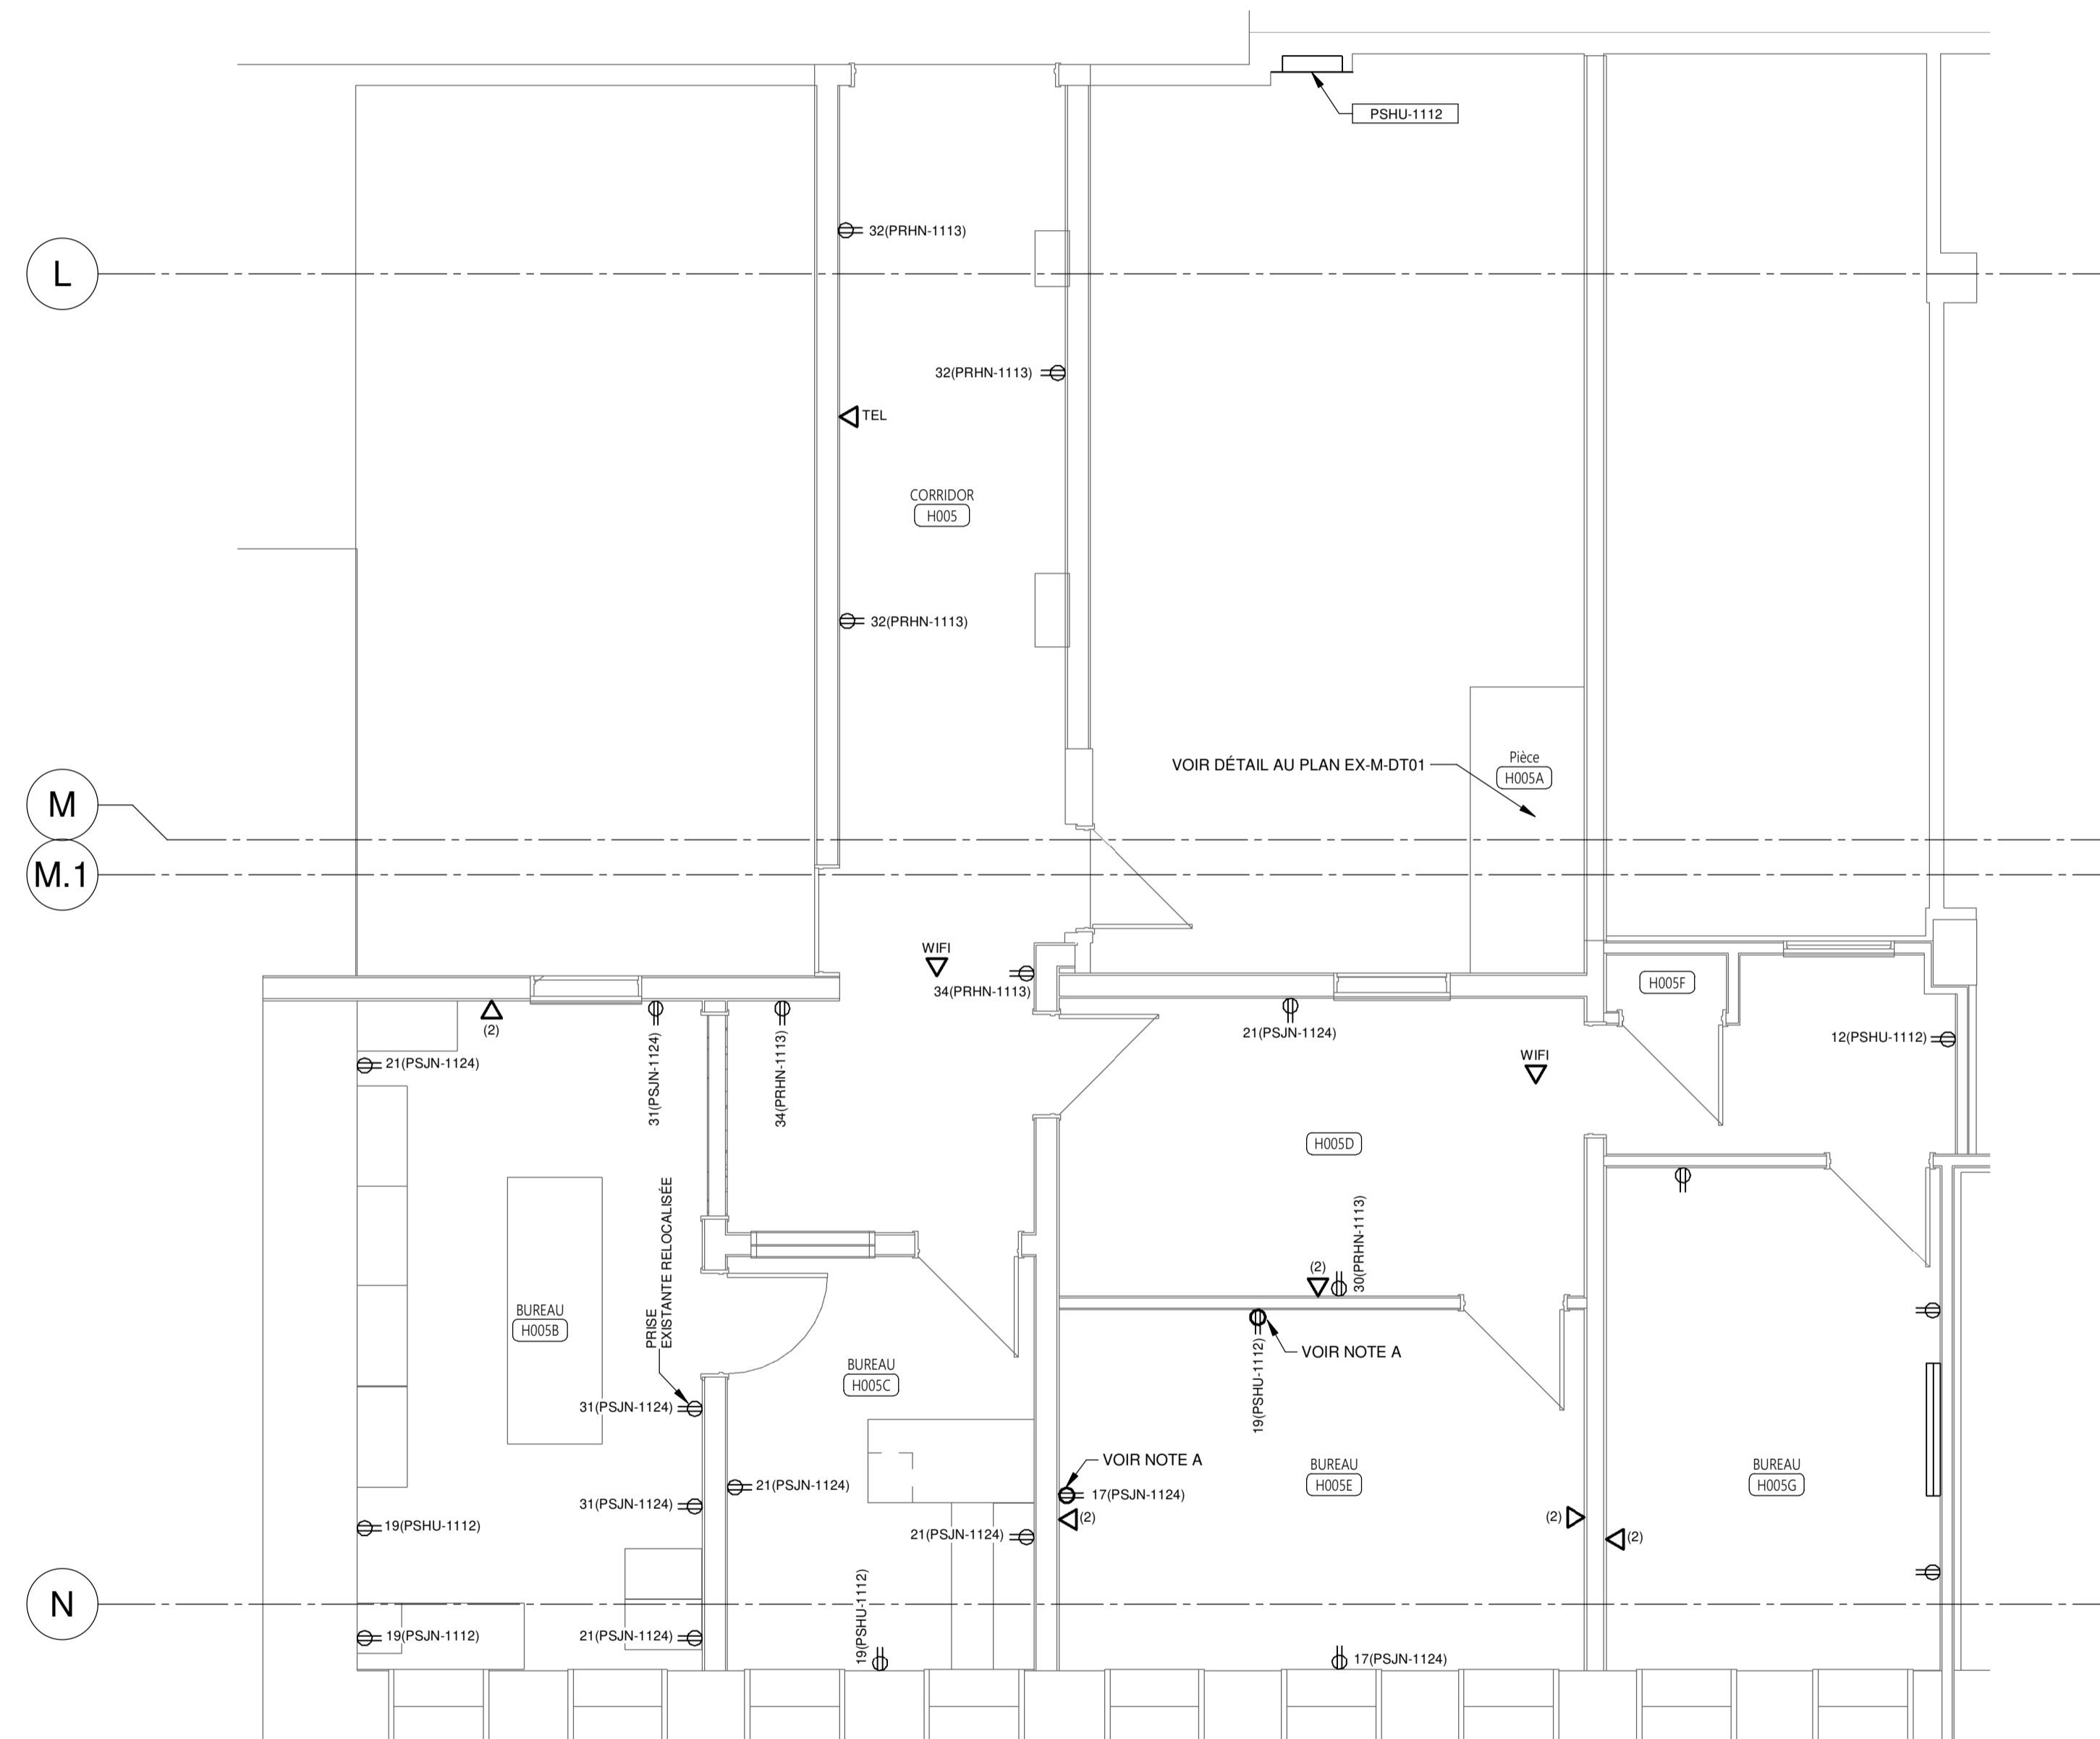 PSHU-1112
32(PRHN-1113)
L
32(PRHN-1113)
TEL
CORRIDOR
H005
32(PRHN-1113)
VOIR DÉTAIL AU PLAN EX-M-DT01
Pièce
H005A
M
M.1
WIFI
34(PRHN-1113)
H005F
(2)
21(PSJN-1124)
12(PSHU-1112)
WIFI
21(PSJN-1124)
31(PSJN-1124)
34(PRHN-1113)
H005D
PRISE
EXISTANTE RELOCALISÉE
30(PRHN-1113)
(2)
BUREAU
H005B
19(PSHU-1112)
VOIR NOTE A
BUREAU
H005C
31(PSJN-1124)
VOIR NOTE A
BUREAU
H005E
BUREAU
H005G
21(PSJN-1124)
17(PSJN-1124)
31(PSJN-1124)
(2)
(2)
(2)
19(PSHU-1112)
21(PSJN-1124)
N
19(PSHU-1112)
19(PSJN-1112)
21(PSJN-1124)
17(PSJN-1124)